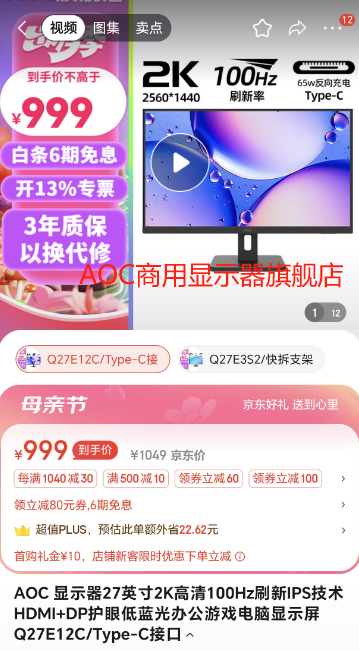 视频 图集 卖点
12
到手价不高于
¥999
白条6期免息
开13%专票
3年质保
以换代修
2K
2560*1440
100Hz
刷新率
65w反向充电
Type-C
AOC商用显示器旗舰店
1 12
Q27E12C/Type-C接
Q27E3S2/快拆支架
母亲节
京东好礼 送到心里
¥999 到手价 ¥1049 京东价
每满1040减30 满500减10 领券立减60 领券立减100
领立减80元券,6期免息
超值PLUS，预估此单额外省22.62元
首购礼金¥10，店铺新客限时优惠下单立减
AOC 显示器27英寸2K高清100Hz刷新IPS技术
HDMI+DP护眼低蓝光办公游戏电脑显示屏
Q27E12C/Type-C接口